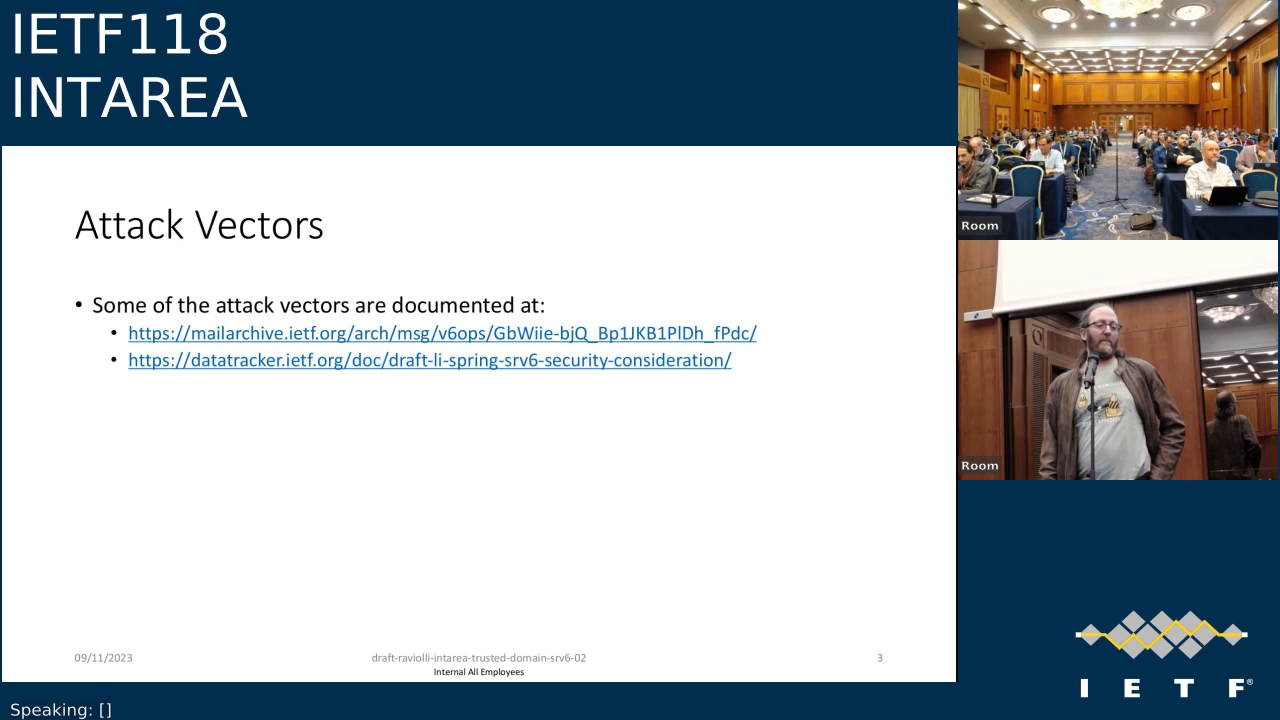 IETF118
INTAREA
Attack Vectors
• Some of the attack vectors are documented at:
• https://mailarchive.ietf.org/arch/msg/v6ops/GbWiie-bjQ_Bp1JKB1PlDh_fPdc/
• https://datatracker.ietf.org/doc/draft-li-spring-srv6-security-consideration/
09/11/2023
draft-raviolli-intarea-trusted-domain-srv6-02
3
Internal All Employees
Room
Room
I E T F®
Speaking: []